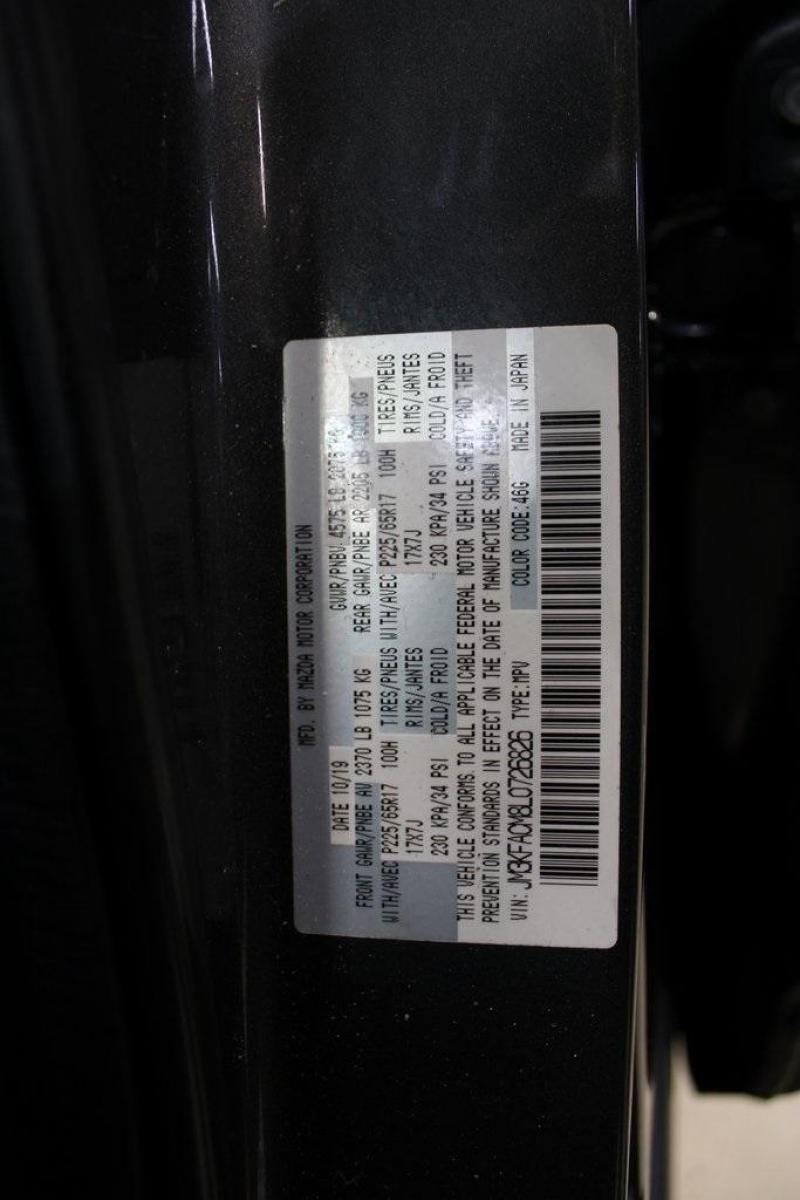 MFD. BY MAZDA MOTOR CORPORATION
DATE 10/19 GVWR/PNBV 4575 LB 2075 KG
FRONT GAWR/PNBE AV 2370 LB 1075 KG REAR GAWR/PNBE AR 2205 LB 1000 KG
WITH/AVEC P225/65R17 100H TIRES/PNEUS WITH/AVEC P225/65R17 100H TIRES/PNEUS
17X7J RIMS/JANTES 17X7J RIMS/JANTES
230 KPA/34 PSI COLD/A FROID 230 KPA/34 PSI COLD/A FROID
THIS VEHICLE CONFORMS TO ALL APPLICABLE FEDERAL MOTOR VEHICLE SAFETY AND THEFT
PREVENTION STANDARDS IN EFFECT ON THE DATE OF MANUFACTURE SHOWN ABOVE.
VIN: JM3KFACM8L0726826 TYPE:MPV COLOR CODE:46G MADE IN JAPAN